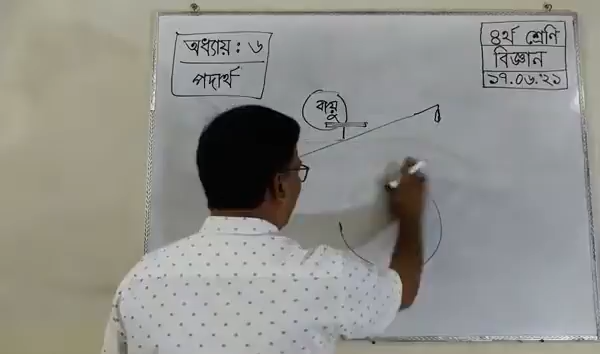 অধ্যায় : ৬
পদার্থ
৪র্থ শ্রেণি
বিজ্ঞান
১৭.০৬.২১
বায়ু